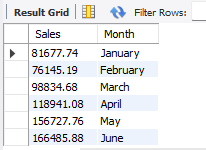 Result Grid Filter Rows:
Sales Month
81677.74 January
76145.19 February
98834.68 March
118941.08 April
156727.76 May
166485.88 June